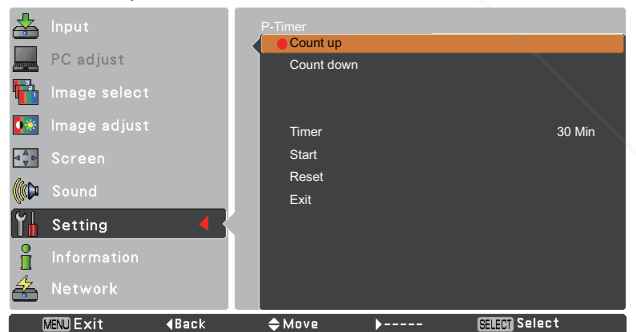 Input
PC adjust
Image select
Image adjust
Screen
Sound
Setting
Information
Network
P-Timer
Count up
Count down
Timer 30 Min
Start
Reset
Exit
MENU Exit Back Move ----- SELECT Select